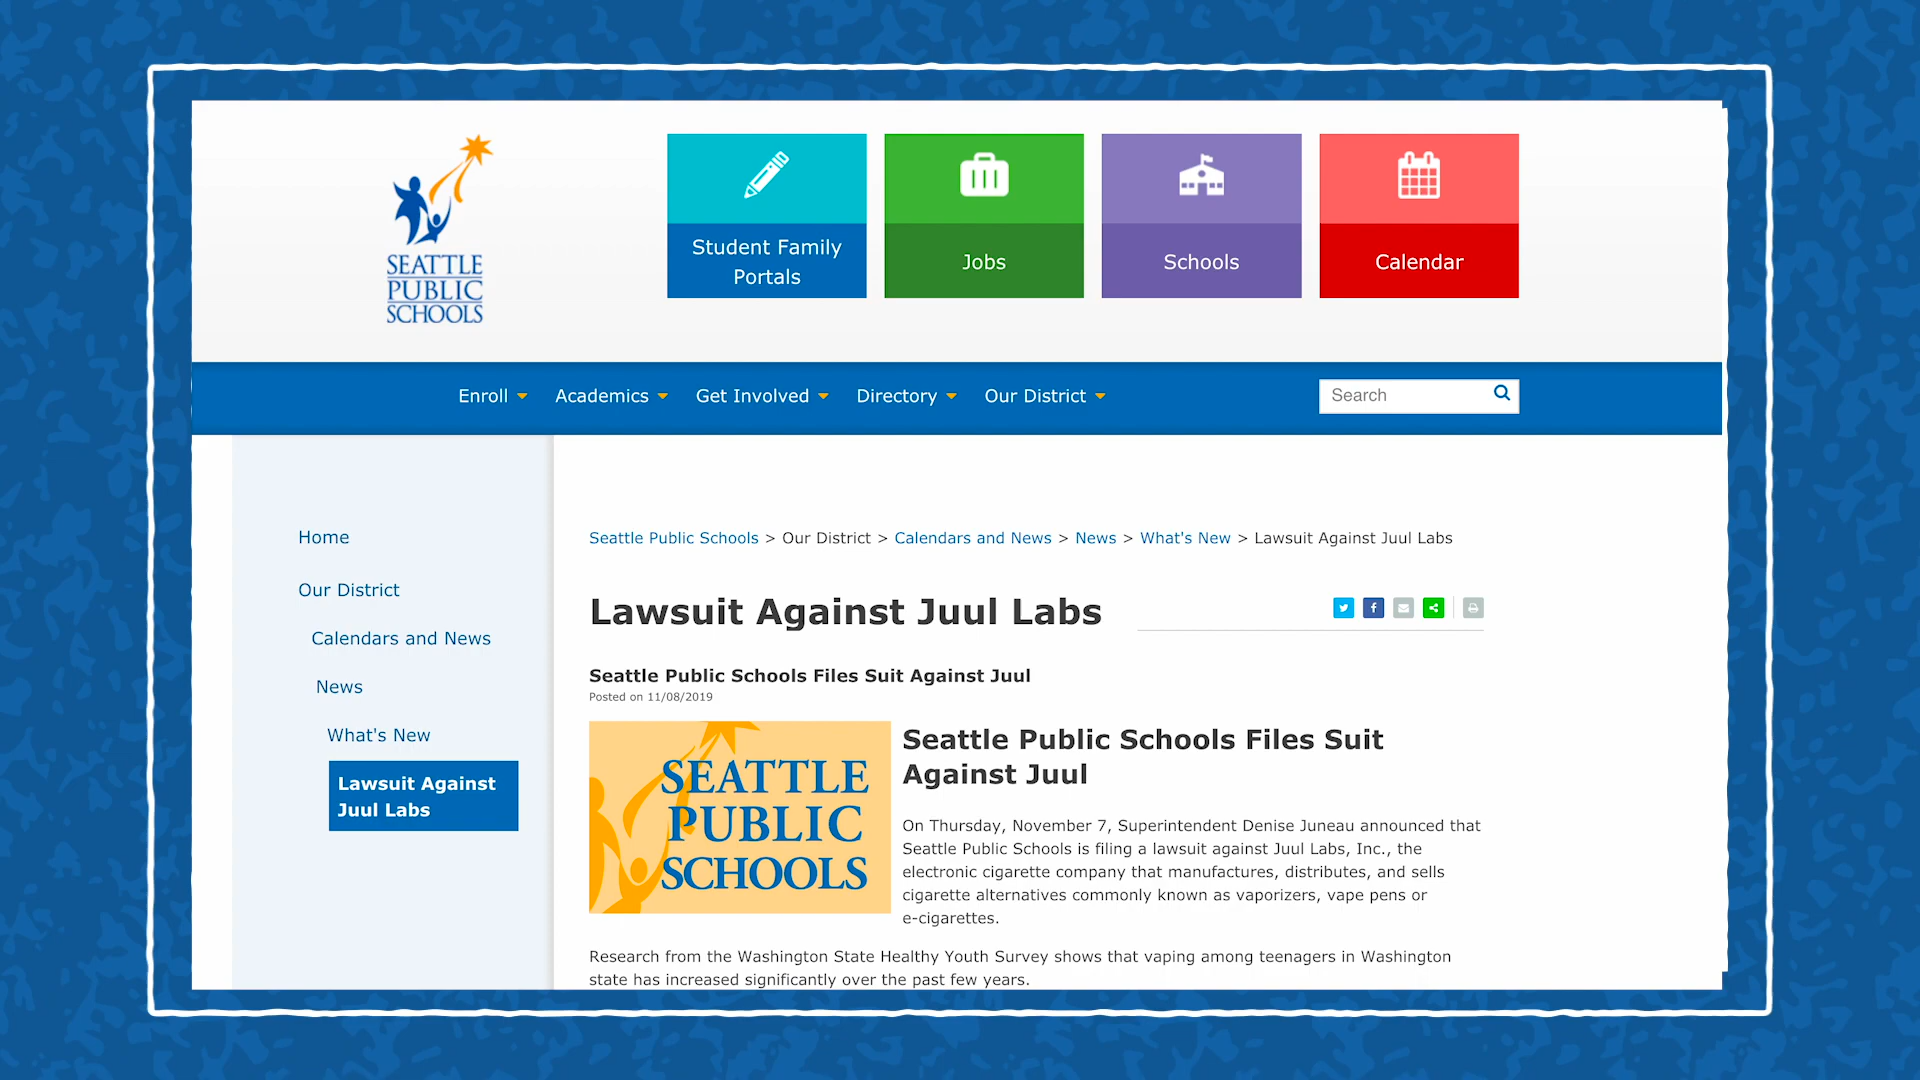 SEATTLE
PUBLIC
SCHOOLS
Student Family
Portals
Jobs
Schools
Calendar
Enroll
Academics
Get Involved
Directory
Our District
Search
Home
Our District
Calendars and News
News
What's New
Lawsuit Against
Juul Labs
Seattle Public Schools > Our District > Calendars and News > News > What's New > Lawsuit Against Juul Labs
Lawsuit Against Juul Labs
Seattle Public Schools Files Suit Against Juul
Posted on 11/08/2019
SEATTLE
PUBLIC
SCHOOLS
Seattle Public Schools Files Suit
Against Juul
On Thursday, November 7, Superintendent Denise Juneau announced that
Seattle Public Schools is filing a lawsuit against Juul Labs, Inc., the
electronic cigarette company that manufactures, distributes, and sells
cigarette alternatives commonly known as vaporizers, vape pens or
e-cigarettes.
Research from the Washington State Healthy Youth Survey shows that vaping among teenagers in Washington
state has increased significantly over the past few years.